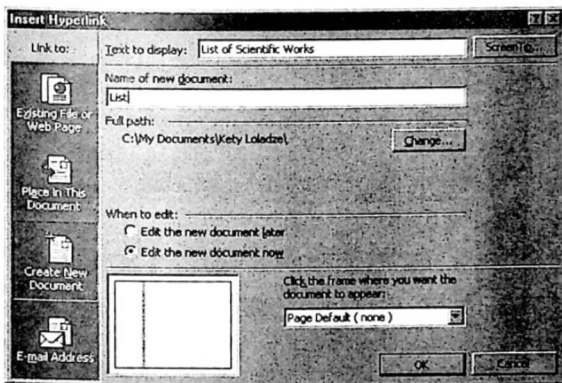 Insert Hyperlink
Link to:
Text to display: List of Scientific Works
ScreenTip...
Name of new document:
List
Existing File or
Web Page
Full path:
C:\My Documents\Kety Loladze\
Change...
Place in This
Document
When to edit:
Edit the new document later
Edit the new document now
Create New
Document
Click the frame where you want the
document to appear:
Page Default (none)
E-mail Address
OK
Cancel